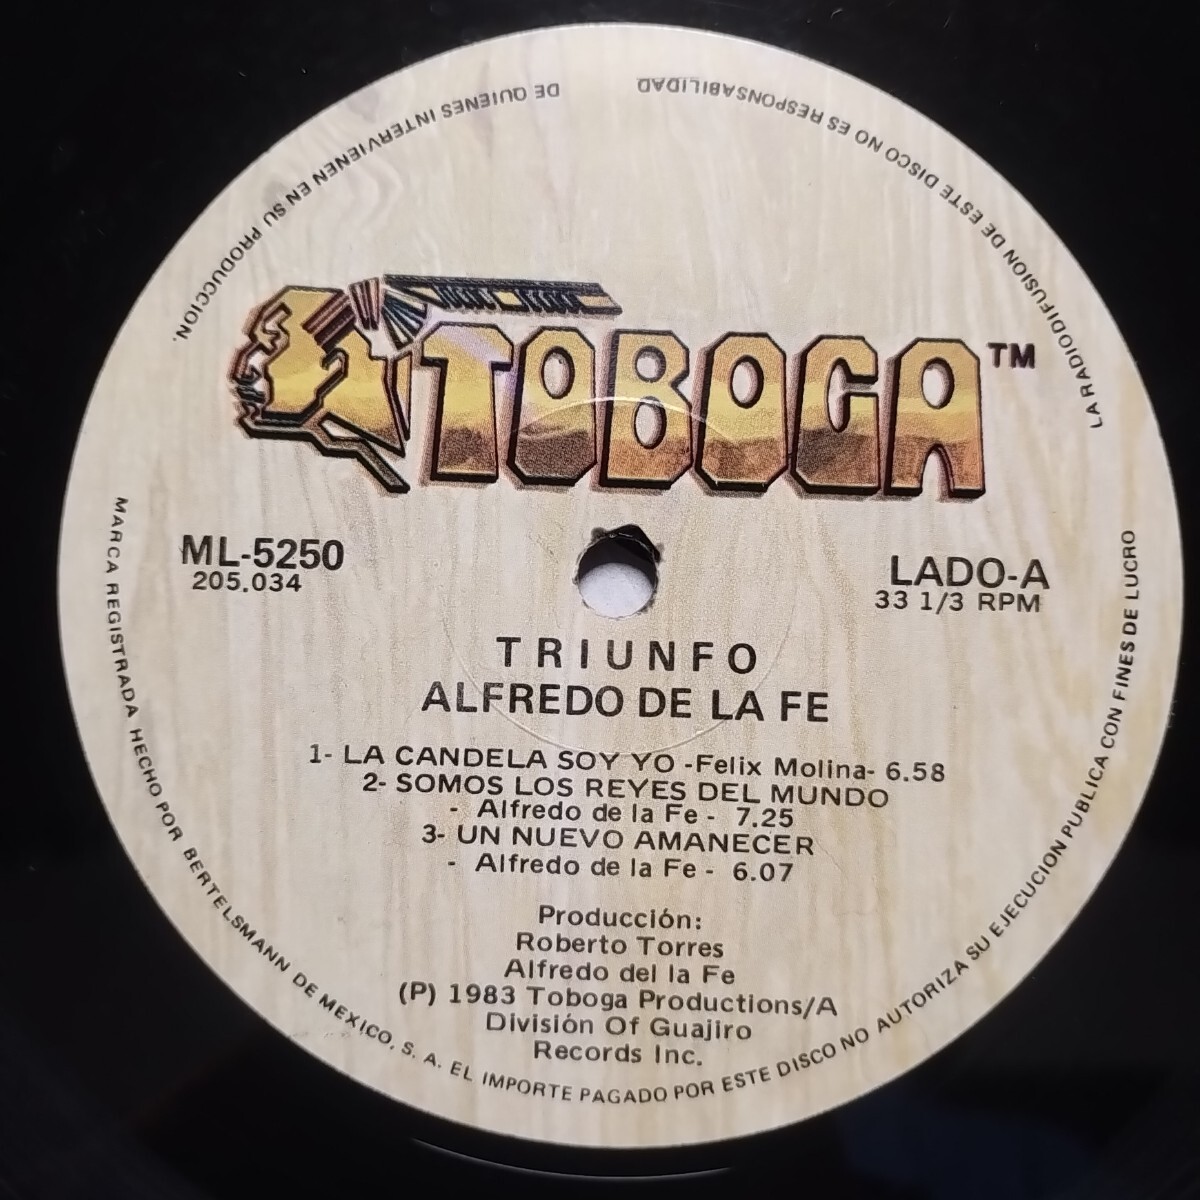 TOBOGA™
ML-5250
205.034
LADO-A
33 1/3 RPM
TRIUNFO
ALFREDO DE LA FE
1- LA CANDELA SOY YO -Felix Molina- 6.58
2- SOMOS LOS REYES DEL MUNDO
- Alfredo de la Fe - 7.25
3- UN NUEVO AMANECER
- Alfredo de la Fe - 6.07
Producción:
Roberto Torres
Alfredo del la Fe
(P) 1983 Toboga Productions/A
División Of Guajiro
Records Inc.
MARCA REGISTRADA HECHO POR BERTELSMANN DE MEXICO, S. A. EL IMPORTE PAGADO POR ESTE DISCO NO AUTORIZA SU EJECUCION PUBLICA CON FINES DE LUCRO
LA RADIODIFUSION DE ESTE DISCO NO ES RESPONSABILIDAD
DE QUIENES INTERVIENEN EN SU PRODUCCION.